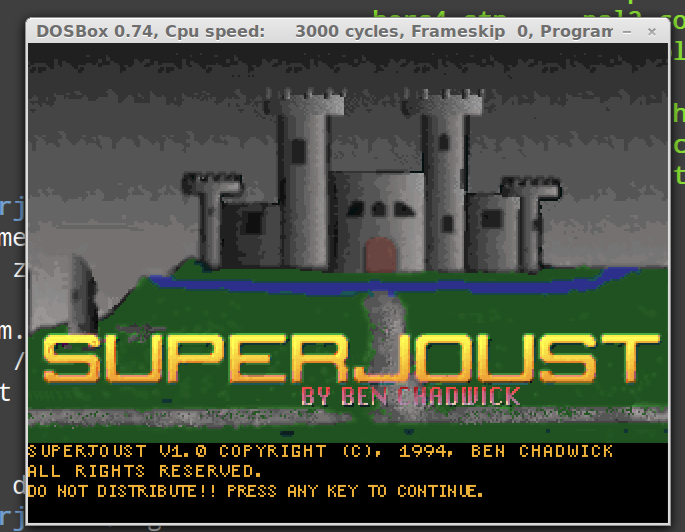 DOSBox 0.74, Cpu speed: 3000 cycles, Frameskip 0, Program
SUPERJOUST
BY BEN CHADWICK
SUPERJOUST V1.0 COPYRIGHT (C), 1994, BEN CHADWICK
ALL RIGHTS RESERVED.
DO NOT DISTRIBUTE!! PRESS ANY KEY TO CONTINUE.